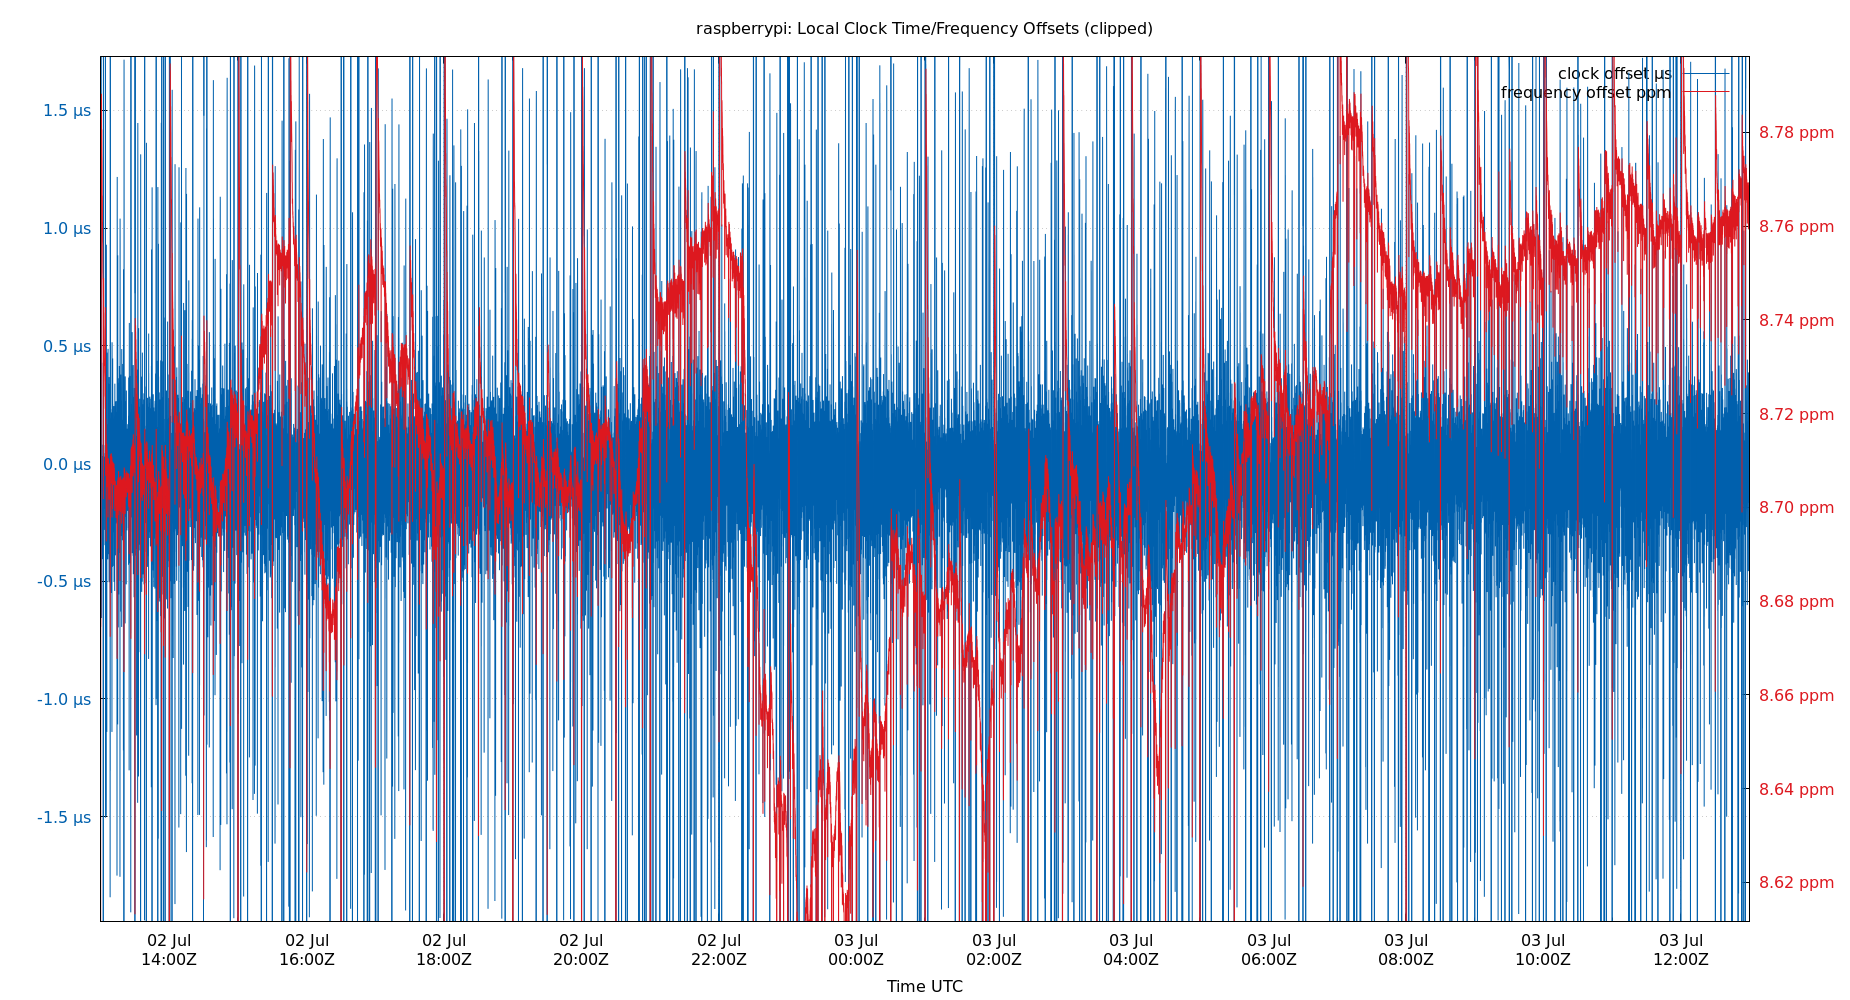 raspberrypi: Local Clock Time/Frequency Offsets (clipped)
clock offset µs
frequency offset ppm
1.5 µs
1.0 µs
0.5 µs
0.0 µs
-0.5 µs
-1.0 µs
-1.5 µs
8.78 ppm
8.76 ppm
8.74 ppm
8.72 ppm
8.70 ppm
8.68 ppm
8.66 ppm
8.64 ppm
8.62 ppm
02 Jul 02 Jul 02 Jul 02 Jul 02 Jul 03 Jul 03 Jul 03 Jul 03 Jul 03 Jul 03 Jul 03 Jul
14:00Z 16:00Z 18:00Z 20:00Z 22:00Z 00:00Z 02:00Z 04:00Z 06:00Z 08:00Z 10:00Z 12:00Z
Time UTC